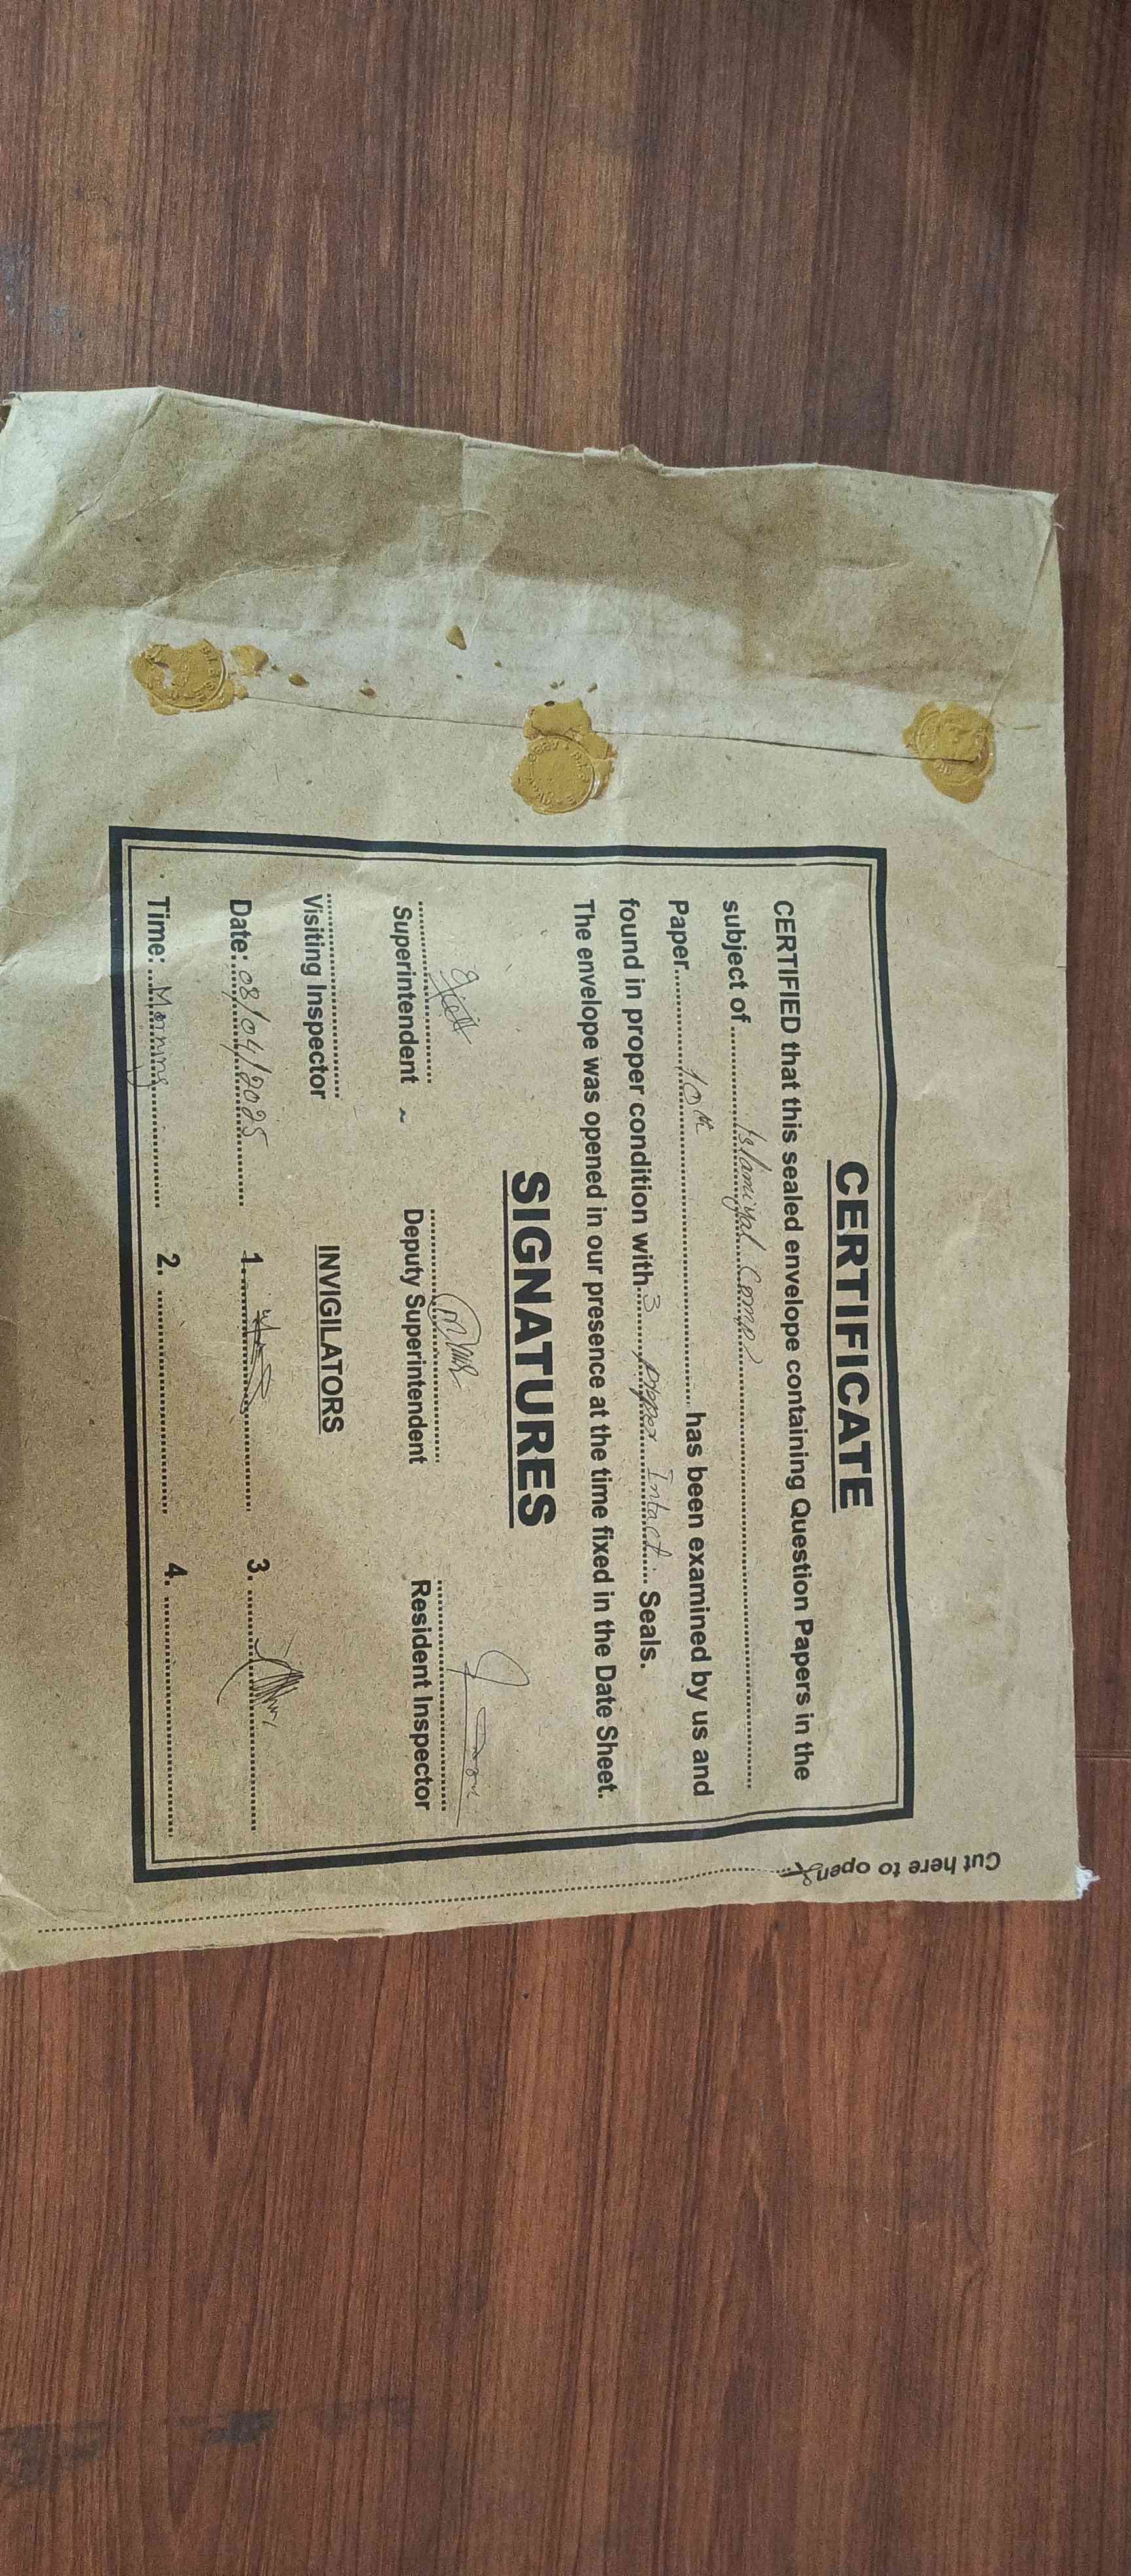 CERTIFICATE
CERTIFIED that this sealed envelope containing Question Papers in the
subject of Islamiyat Comp
Paper 10th has been examined by us and
found in proper condition with 3 Intact Seals.
The envelope was opened in our presence at the time fixed in the Date Sheet.
SIGNATURES
Superintendent Deputy Superintendent Resident Inspector
Visiting Inspector INVIGILATORS
Date: 08/04/2025 1. 3.
Time: Morning 2. 4.
Cut here to open